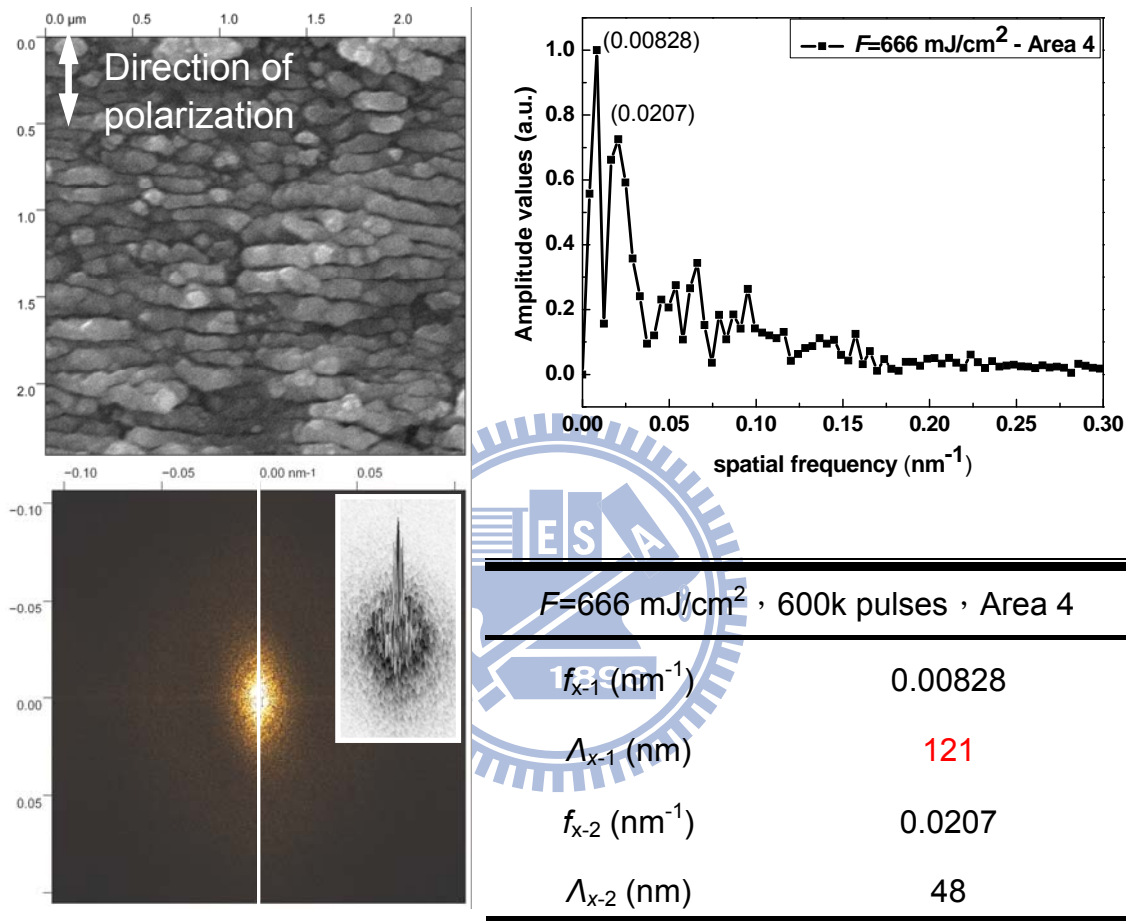 0.0 µm 0.5 1.0 1.5 2.0
0.0
0.5
1.0
1.5
2.0
Direction of
polarization
(0.00828)
(0.0207)
F=666 mJ/cm² - Area 4
Amplitude values (a.u.)
1.0
0.8
0.6
0.4
0.2
0.0
0.00 0.05 0.10 0.15 0.20 0.25 0.30
spatial frequency (nm⁻¹)
−0.10 −0.05 0.00 nm-1 0.05
−0.10
−0.05
0.00
0.05
E S A
1896
F=666 mJ/cm²，600k pulses，Area 4
fx-1 (nm⁻¹) 0.00828
Λx-1 (nm) 121
fx-2 (nm⁻¹) 0.0207
Λx-2 (nm) 48